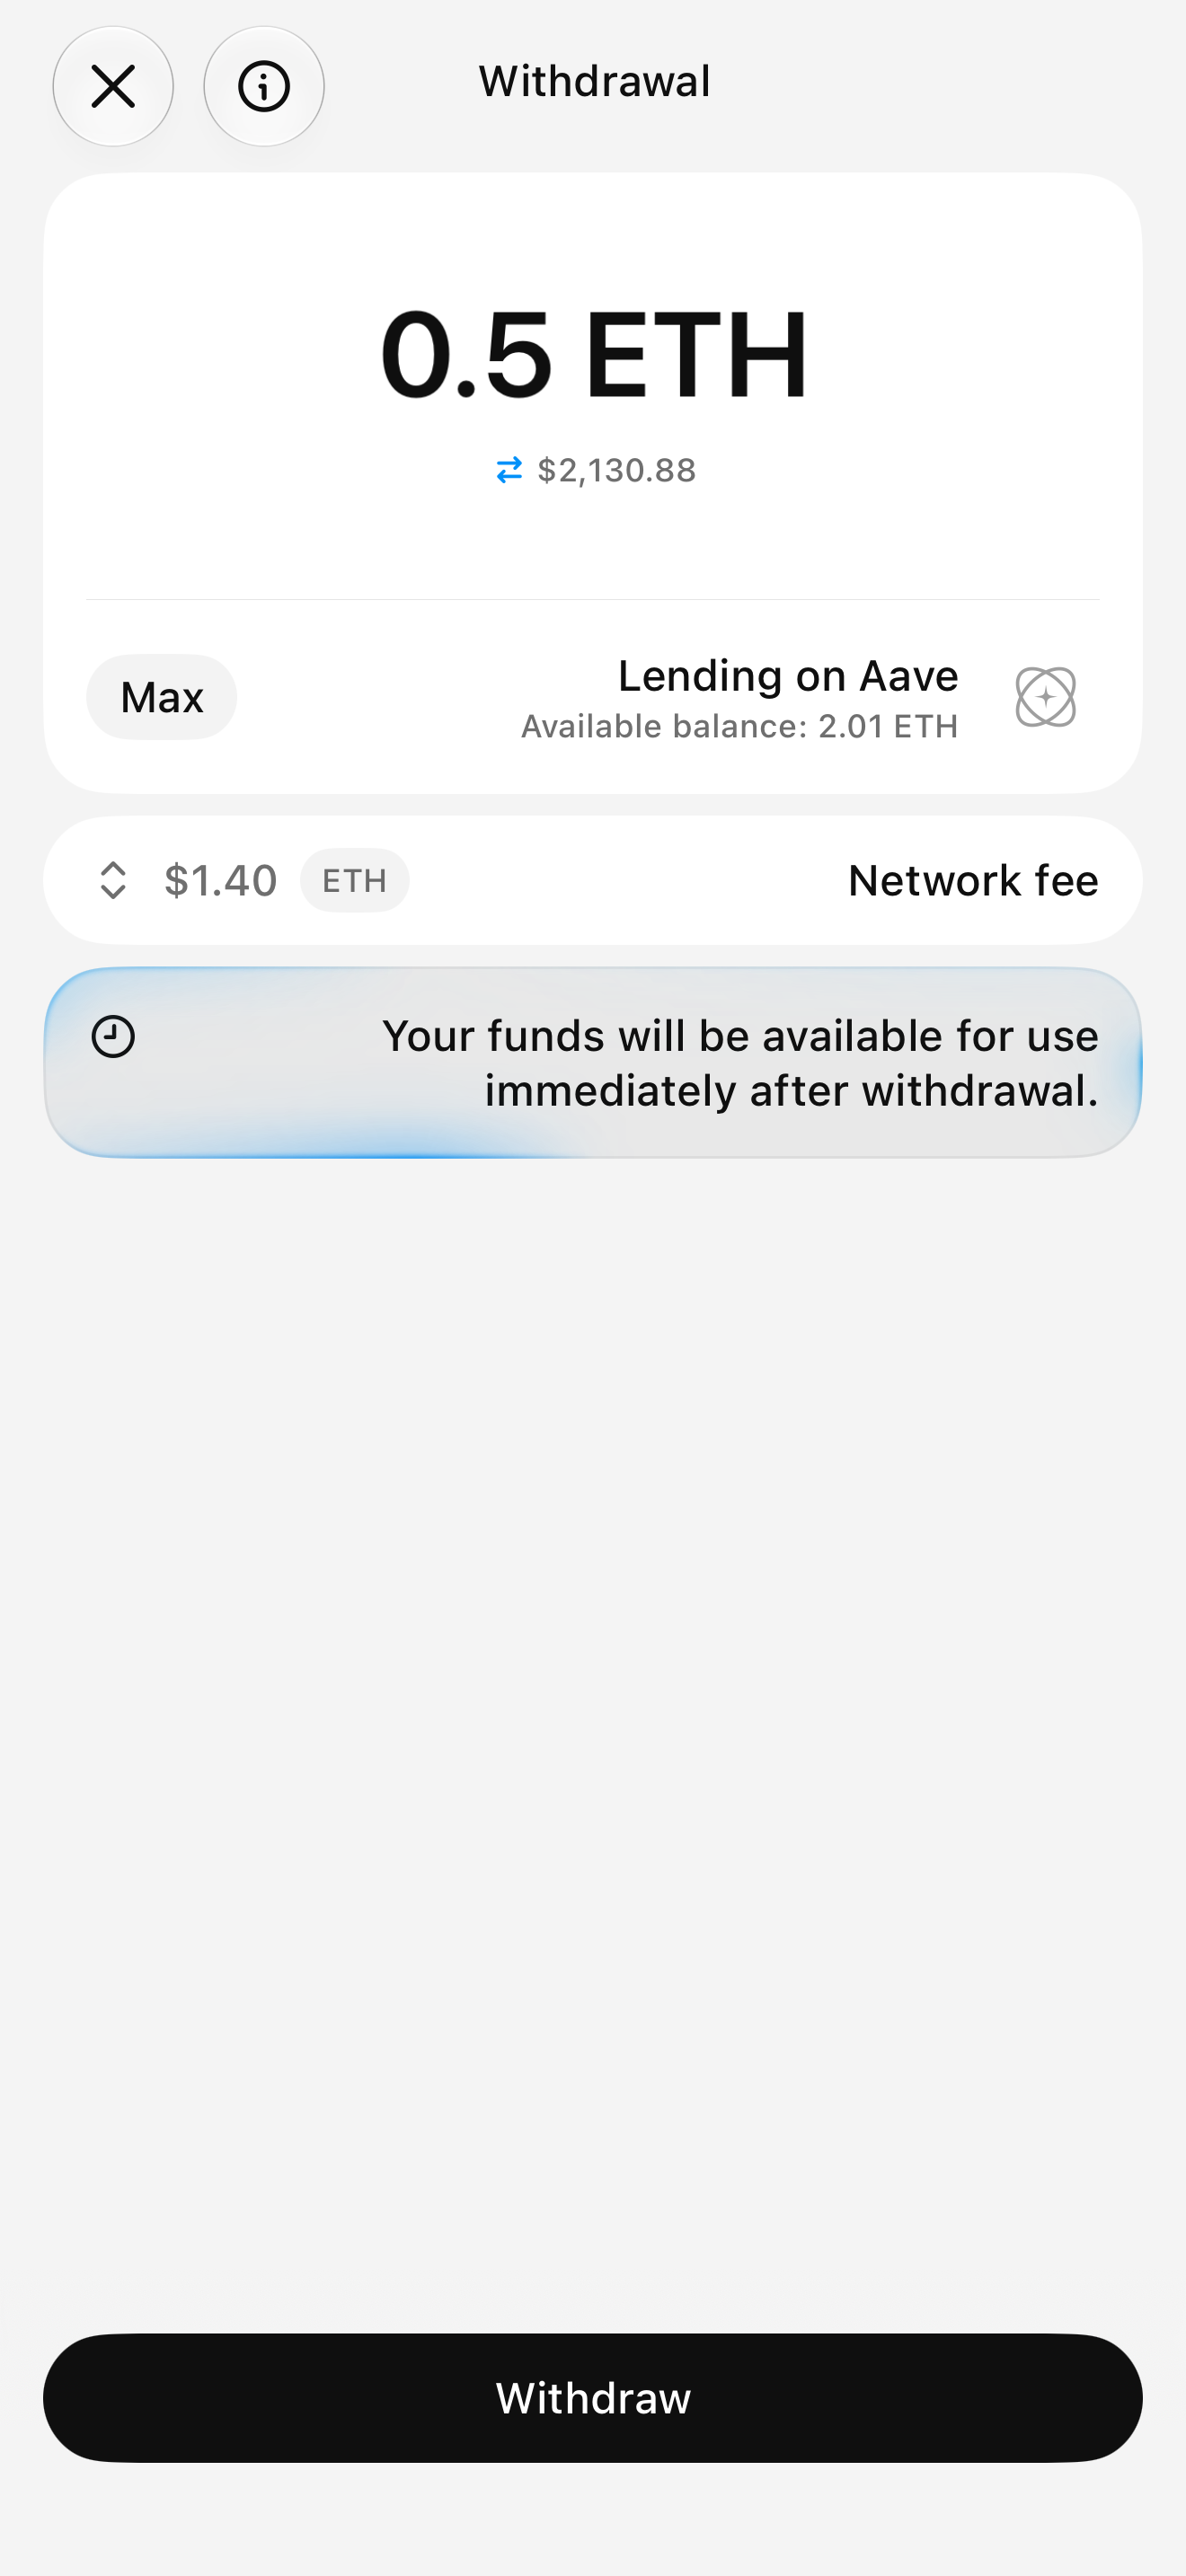 Withdrawal
0.5 ETH
$2,130.88
Max
Lending on Aave
Available balance: 2.01 ETH
$1.40 ETH
Network fee
Your funds will be available for use
immediately after withdrawal.
Withdraw